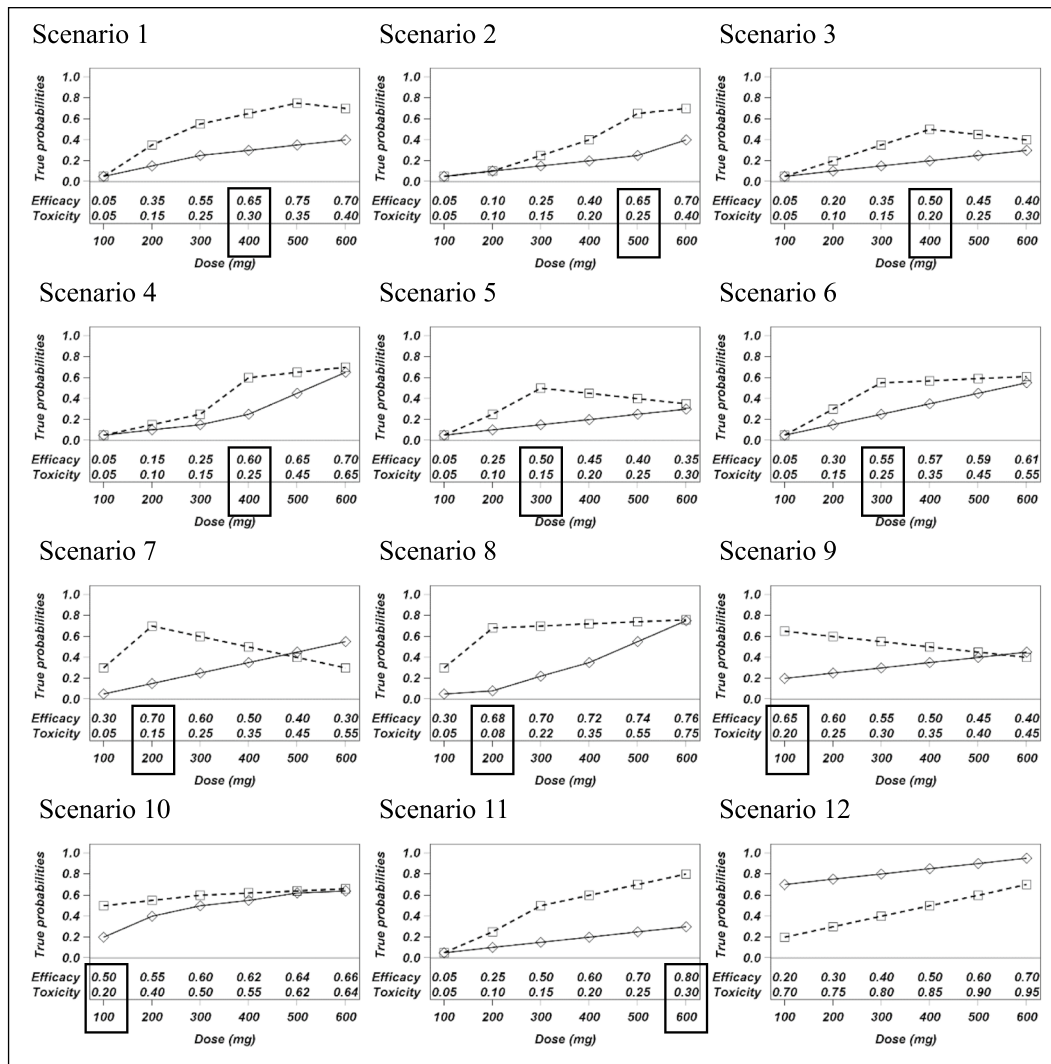 Scenario 1
True probabilities
1.0
0.8
0.6
0.4
0.2
0.0
Efficacy 0.05 0.35 0.55 0.65 0.75 0.70
Toxicity 0.05 0.15 0.25 0.30 0.35 0.40
100 200 300 400 500 600
Dose (mg)
Scenario 2
True probabilities
1.0
0.8
0.6
0.4
0.2
0.0
Efficacy 0.05 0.10 0.25 0.40 0.65 0.70
Toxicity 0.05 0.10 0.15 0.20 0.25 0.40
100 200 300 400 500 600
Dose (mg)
Scenario 3
True probabilities
1.0
0.8
0.6
0.4
0.2
0.0
Efficacy 0.05 0.20 0.35 0.50 0.45 0.40
Toxicity 0.05 0.10 0.15 0.20 0.25 0.30
100 200 300 400 500 600
Dose (mg)
Scenario 4
True probabilities
1.0
0.8
0.6
0.4
0.2
0.0
Efficacy 0.05 0.15 0.25 0.60 0.65 0.70
Toxicity 0.05 0.10 0.15 0.25 0.45 0.65
100 200 300 400 500 600
Dose (mg)
Scenario 5
True probabilities
1.0
0.8
0.6
0.4
0.2
0.0
Efficacy 0.05 0.25 0.50 0.45 0.40 0.35
Toxicity 0.05 0.10 0.15 0.20 0.25 0.30
100 200 300 400 500 600
Dose (mg)
Scenario 6
True probabilities
1.0
0.8
0.6
0.4
0.2
0.0
Efficacy 0.05 0.30 0.55 0.57 0.59 0.61
Toxicity 0.05 0.15 0.25 0.35 0.45 0.55
100 200 300 400 500 600
Dose (mg)
Scenario 7
True probabilities
1.0
0.8
0.6
0.4
0.2
0.0
Efficacy 0.30 0.70 0.60 0.50 0.40 0.30
Toxicity 0.05 0.15 0.25 0.35 0.45 0.55
100 200 300 400 500 600
Dose (mg)
Scenario 8
True probabilities
1.0
0.8
0.6
0.4
0.2
0.0
Efficacy 0.30 0.68 0.70 0.72 0.74 0.76
Toxicity 0.05 0.08 0.22 0.35 0.55 0.75
100 200 300 400 500 600
Dose (mg)
Scenario 9
True probabilities
1.0
0.8
0.6
0.4
0.2
0.0
Efficacy 0.65 0.60 0.55 0.50 0.45 0.40
Toxicity 0.20 0.25 0.30 0.35 0.40 0.45
100 200 300 400 500 600
Dose (mg)
Scenario 10
True probabilities
1.0
0.8
0.6
0.4
0.2
0.0
Efficacy 0.50 0.55 0.60 0.62 0.64 0.66
Toxicity 0.20 0.40 0.50 0.55 0.62 0.64
100 200 300 400 500 600
Dose (mg)
Scenario 11
True probabilities
1.0
0.8
0.6
0.4
0.2
0.0
Efficacy 0.05 0.25 0.50 0.60 0.70 0.80
Toxicity 0.05 0.10 0.15 0.20 0.25 0.30
100 200 300 400 500 600
Dose (mg)
Scenario 12
True probabilities
1.0
0.8
0.6
0.4
0.2
0.0
Efficacy 0.20 0.30 0.40 0.50 0.60 0.70
Toxicity 0.70 0.75 0.80 0.85 0.90 0.95
100 200 300 400 500 600
Dose (mg)